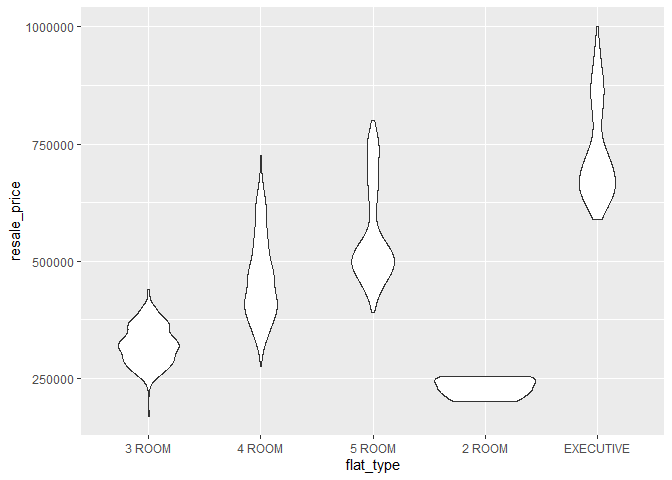 1000000
750000
500000
250000
resale_price
3 ROOM
4 ROOM
5 ROOM
2 ROOM
EXECUTIVE
flat_type